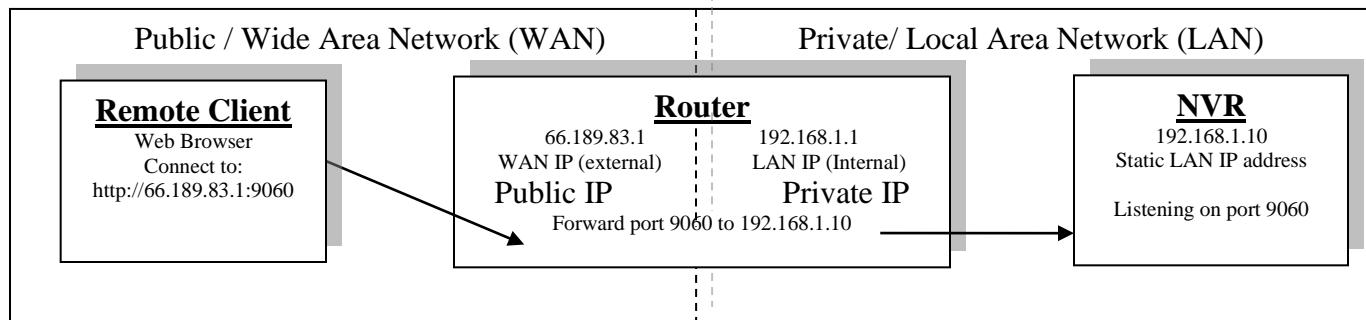 Public / Wide Area Network (WAN)
Private/ Local Area Network (LAN)
Remote Client
Web Browser
Connect to:
http://66.189.83.1:9060
Router
66.189.83.1
WAN IP (external)
Public IP
192.168.1.1
LAN IP (Internal)
Private IP
Forward port 9060 to 192.168.1.10
NVR
192.168.1.10
Static LAN IP address
Listening on port 9060